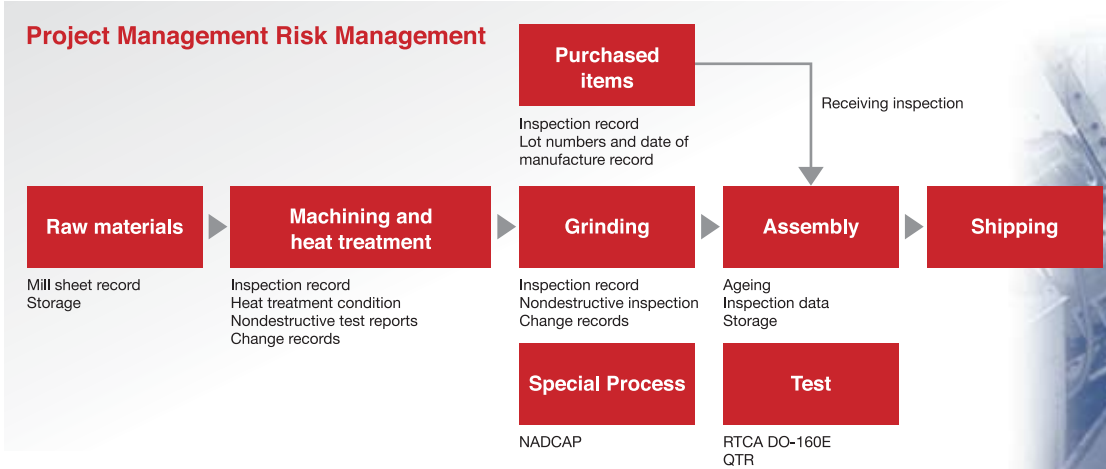 Project Management Risk Management
Purchased
items
Receiving inspection
Inspection record
Lot numbers and date of
manufacture record
Raw materials
Machining and
heat treatment
Grinding
Assembly
Shipping
Mill sheet record
Storage
Inspection record
Heat treatment condition
Nondestructive test reports
Change records
Inspection record
Nondestructive inspection
Change records
Ageing
Inspection data
Storage
Special Process
Test
NADCAP
RTCA DO-160E
QTR